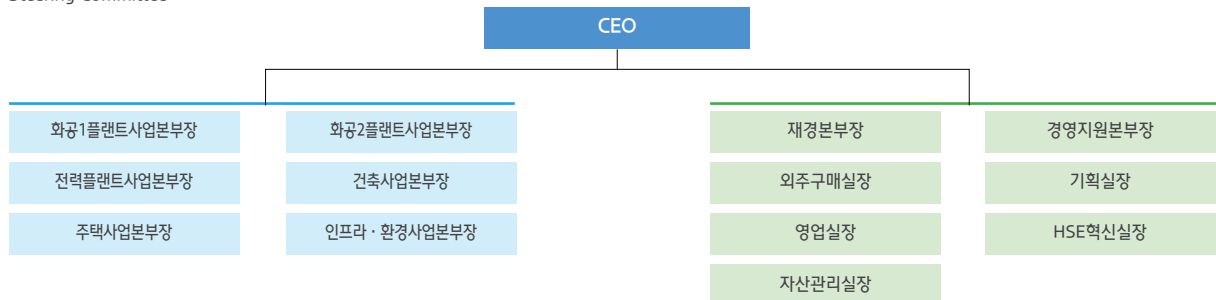 Steering Committee
CEO
화공1플랜트사업본부장
화공2플랜트사업본부장
전력플랜트사업본부장
건축사업본부장
주택사업본부장
인프라 · 환경사업본부장
재경본부장
경영지원본부장
외주구매실장
기획실장
영업실장
HSE혁신실장
자산관리실장